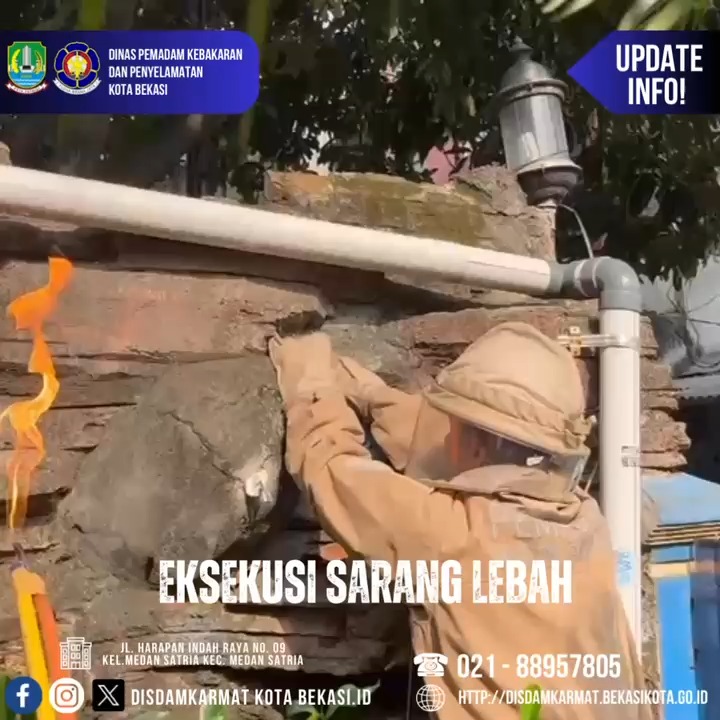 DINAS PEMADAM KEBAKARAN
DAN PENYELAMATAN
KOTA BEKASI
UPDATE
INFO!
EKSEKUSI SARANG LEBAH
JL. HARAPAN INDAH RAYA NO. 09
KEL.MEDAN SATRIA KEC. MEDAN SATRIA
021 - 88957805
DISDAMKARMAT KOTA BEKASI.ID
HTTP://DISDAMKARMAT.BEKASIKOTA.GO.ID